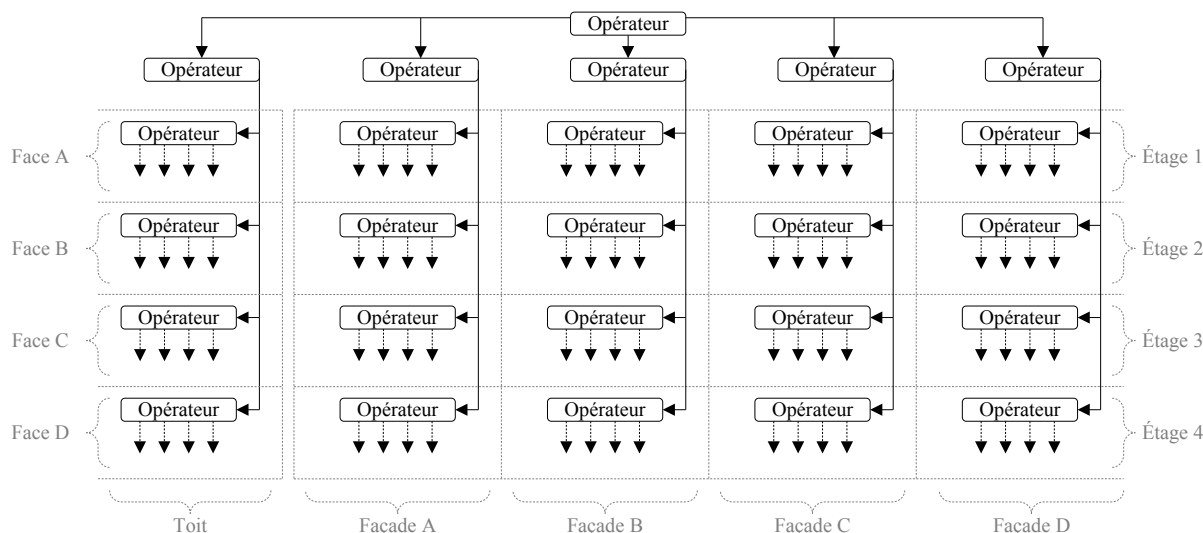 Opérateur
Opérateur Opérateur Opérateur Opérateur Opérateur
Face A Opérateur Opérateur Opérateur Opérateur Opérateur Étage 1
Face B Opérateur Opérateur Opérateur Opérateur Opérateur Étage 2
Face C Opérateur Opérateur Opérateur Opérateur Opérateur Étage 3
Face D Opérateur Opérateur Opérateur Opérateur Opérateur Étage 4
Toit Facade A Facade B Facade C Facade D